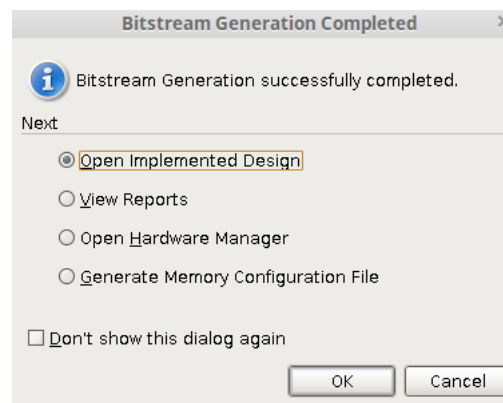 Bitstream Generation Completed
Bitstream Generation successfully completed.
Next
Open Implemented Design
View Reports
Open Hardware Manager
Generate Memory Configuration File
Don't show this dialog again
OK Cancel